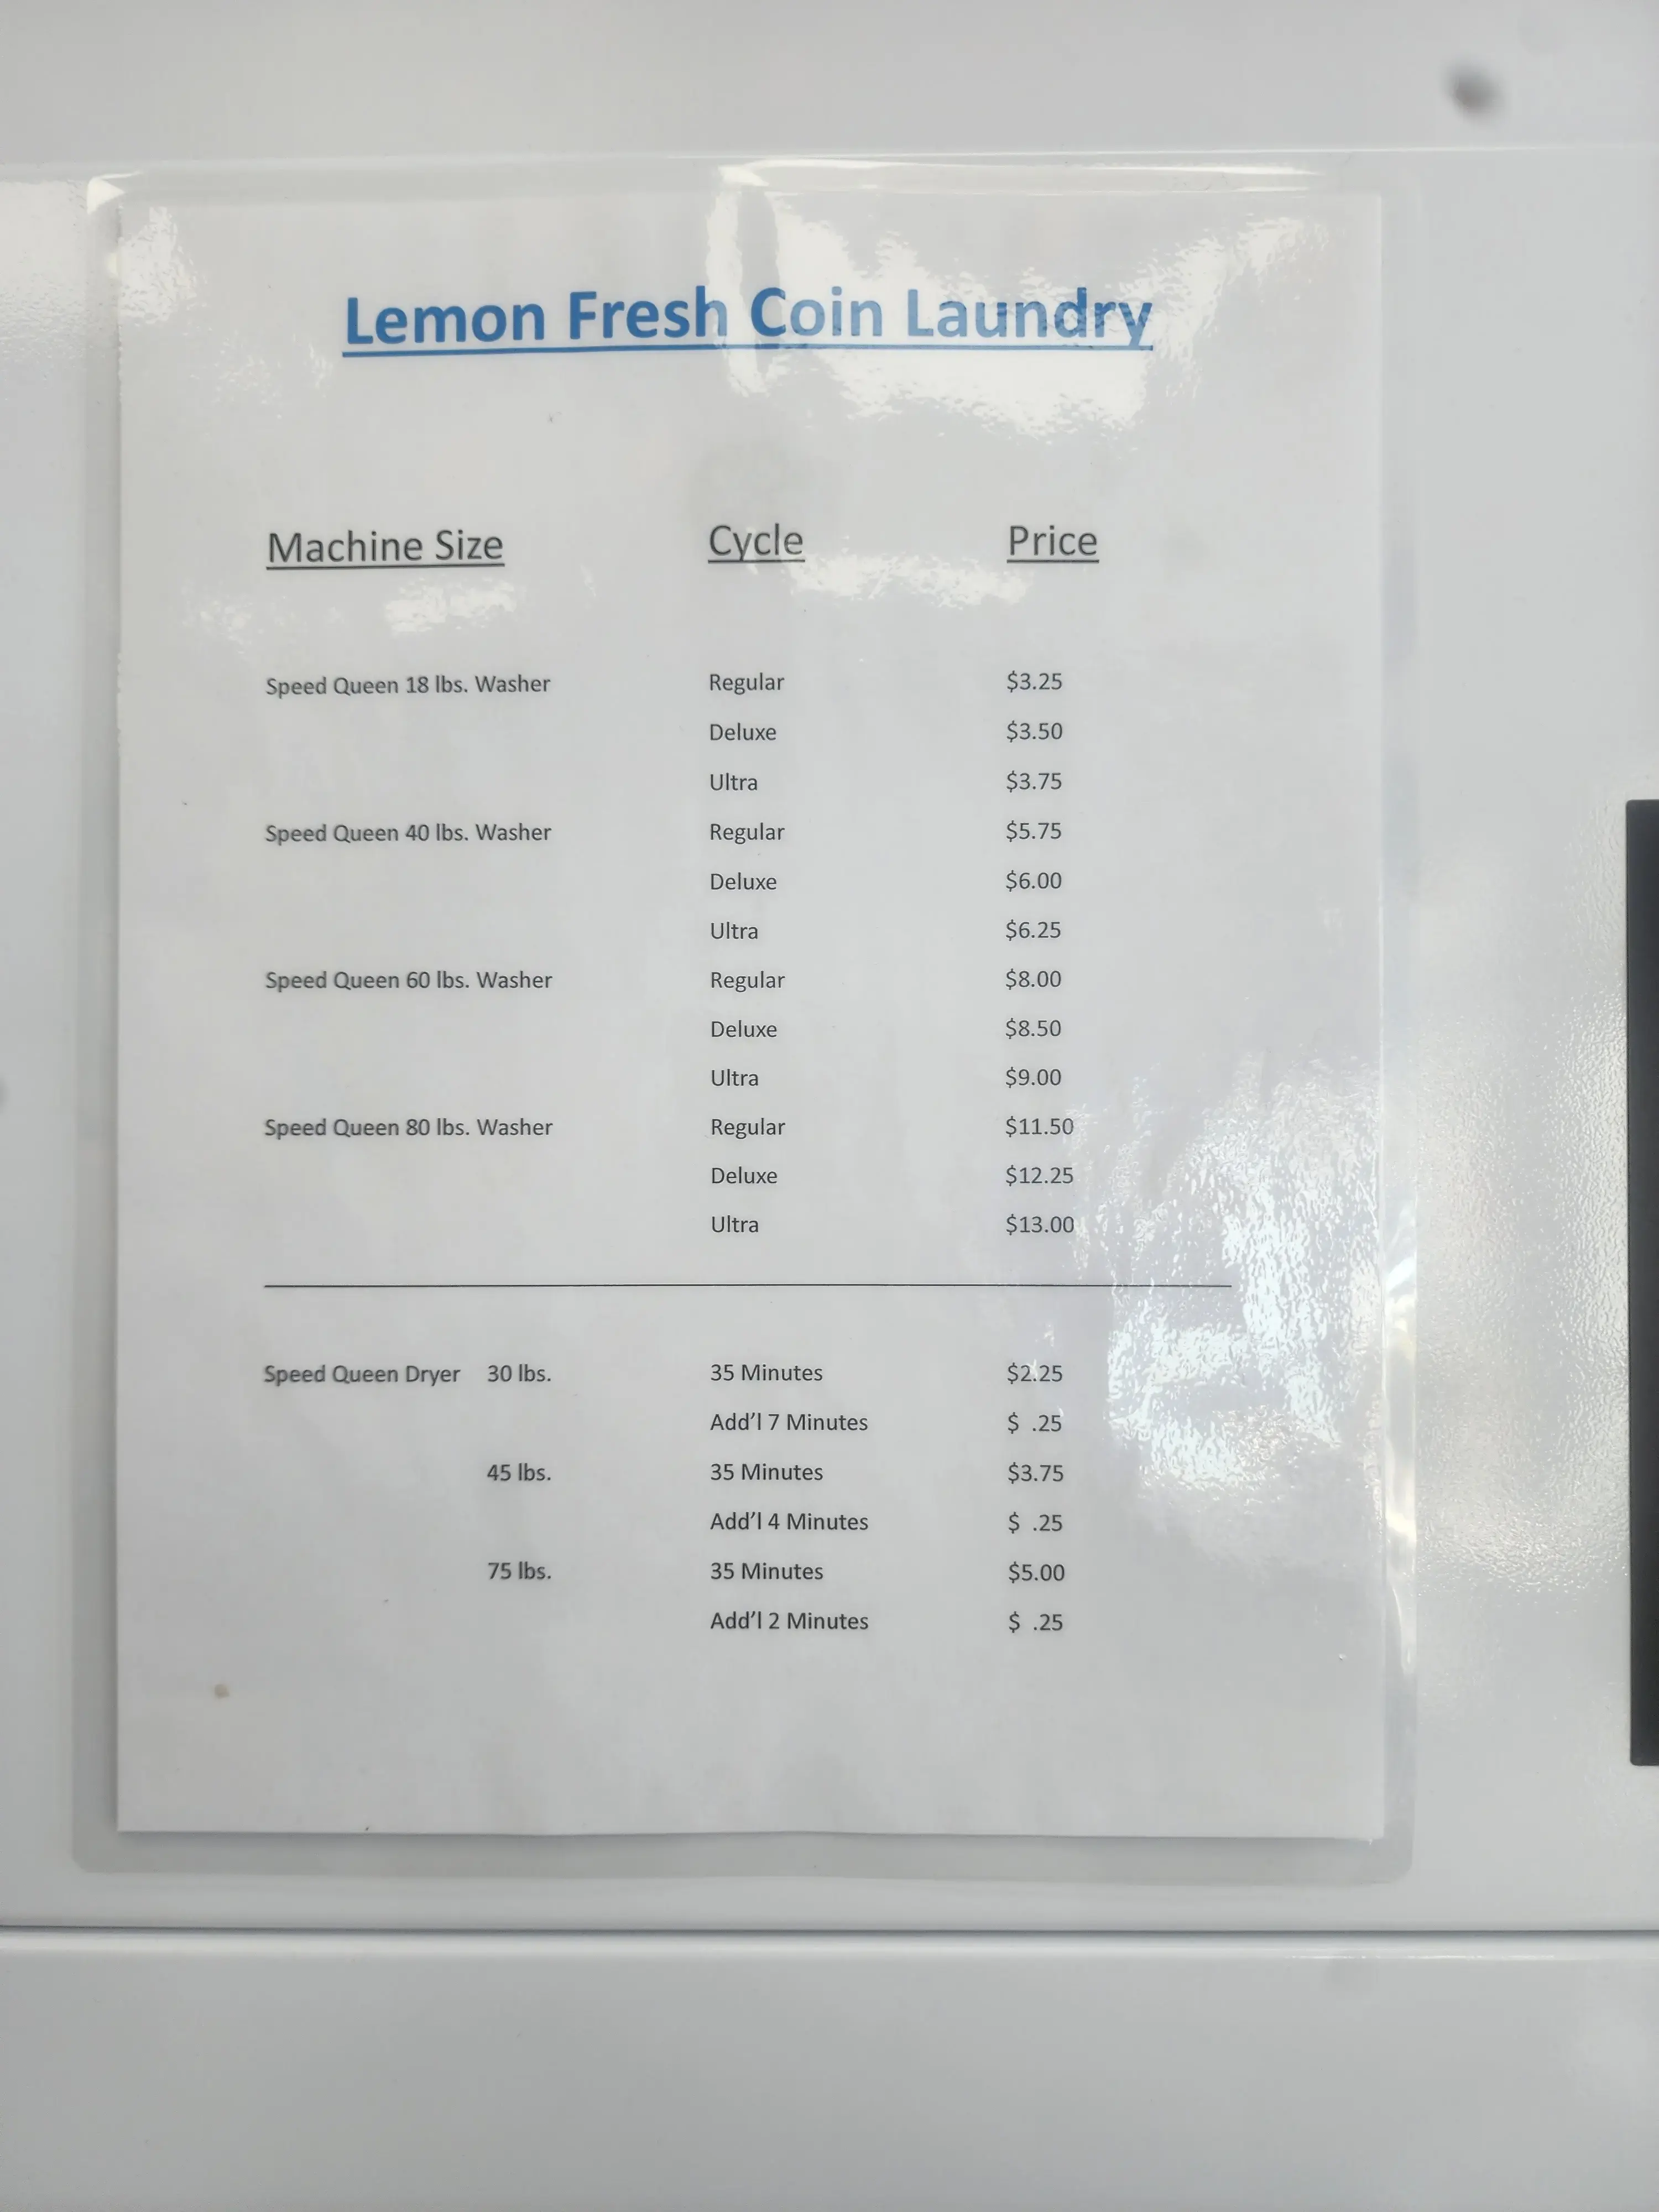 Lemon Fresh Coin Laundry
Machine Size Cycle Price
Speed Queen 18 lbs. Washer Regular $3.25
Deluxe $3.50
Ultra $3.75
Speed Queen 40 lbs. Washer Regular $5.75
Deluxe $6.00
Ultra $6.25
Speed Queen 60 lbs. Washer Regular $8.00
Deluxe $8.50
Ultra $9.00
Speed Queen 80 lbs. Washer Regular $11.50
Deluxe $12.25
Ultra $13.00
Speed Queen Dryer 30 lbs. 35 Minutes $2.25
Add’l 7 Minutes $ .25
45 lbs. 35 Minutes $3.75
Add’l 4 Minutes $ .25
75 lbs. 35 Minutes $5.00
Add’l 2 Minutes $ .25